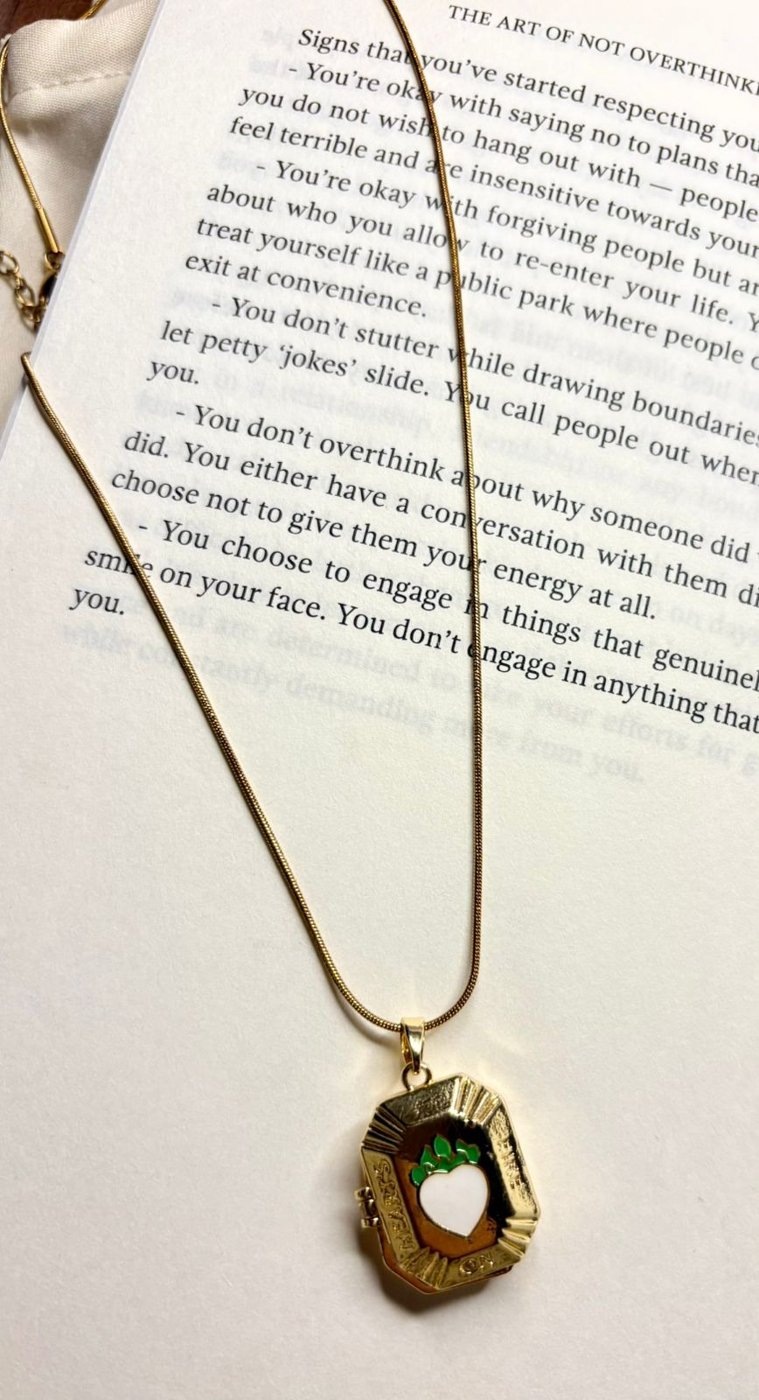 THE ART OF NOT OVERTHINKI
Signs that you've started respecting you
- You're okay with saying no to plans tha
you do not wish to hang out with — people
feel terrible and are insensitive towards your
- You're okay with forgiving people but ar
about who you allow to re-enter your life. Y
treat yourself like a public park where people c
exit at convenience.
- You don't stutter while drawing boundaries
let petty 'jokes' slide. You call people out when
you.
- You don't overthink about why someone did
did. You either have a conversation with them di
choose not to give them your energy at all.
- You choose to engage in things that genuinel
smile on your face. You don't engage in anything that
you.
ON